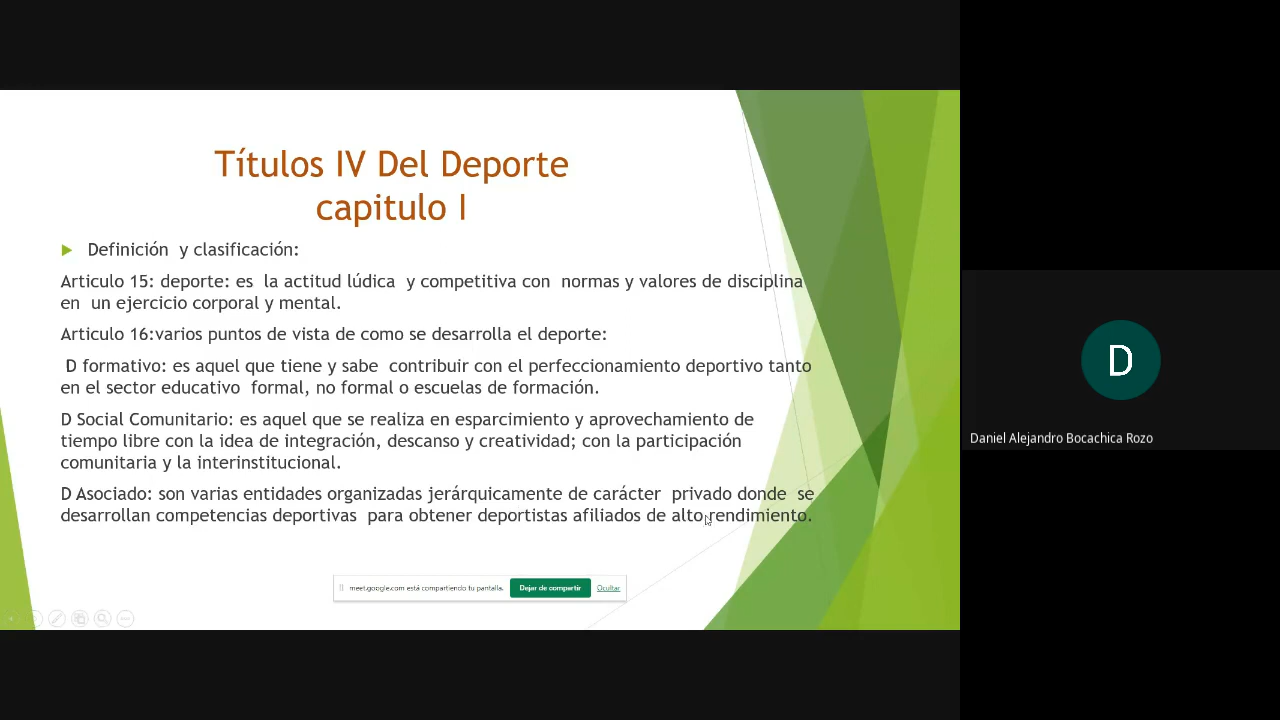 Títulos IV Del Deporte
capitulo I
Definición y clasificación:
Articulo 15: deporte: es la actitud lúdica y competitiva con normas y valores de disciplina
en un ejercicio corporal y mental.
Articulo 16:varios puntos de vista de como se desarrolla el deporte:
D formativo: es aquel que tiene y sabe contribuir con el perfeccionamiento deportivo tanto
en el sector educativo formal, no formal o escuelas de formación.
D Social Comunitario: es aquel que se realiza en esparcimiento y aprovechamiento de
tiempo libre con la idea de integración, descanso y creatividad; con la participación
comunitaria y la interinstitucional.
D Asociado: son varias entidades organizadas jerárquicamente de carácter privado donde se
desarrollan competencias deportivas para obtener deportistas afiliados de alto rendimiento.
meet.google.com está compartiendo tu pantalla. Dejar de compartir Ocultar
D
Daniel Alejandro Bocachica Rozo